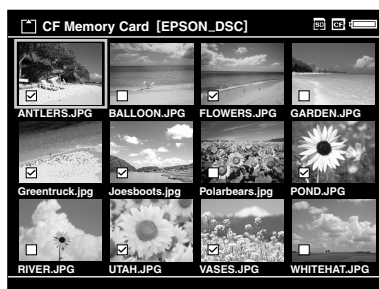 CF Memory Card [EPSON_DSC] SD CF
ANTLERS.JPG BALLOON.JPG FLOWERS.JPG GARDEN.JPG
Greentruck.jpg Joesboots.jpg Polarbears.jpg POND.JPG
RIVER.JPG UTAH.JPG VASES.JPG WHITEHAT.JPG